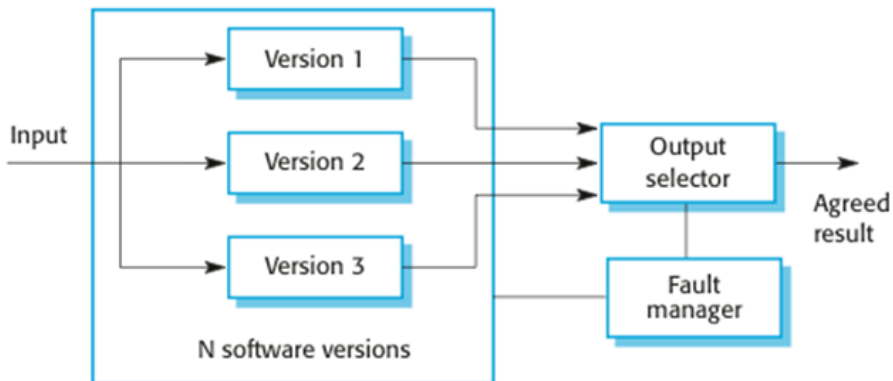 Version 1
Input
Version 2
Output
selector
Agreed
result
Version 3
Fault
manager
N software versions